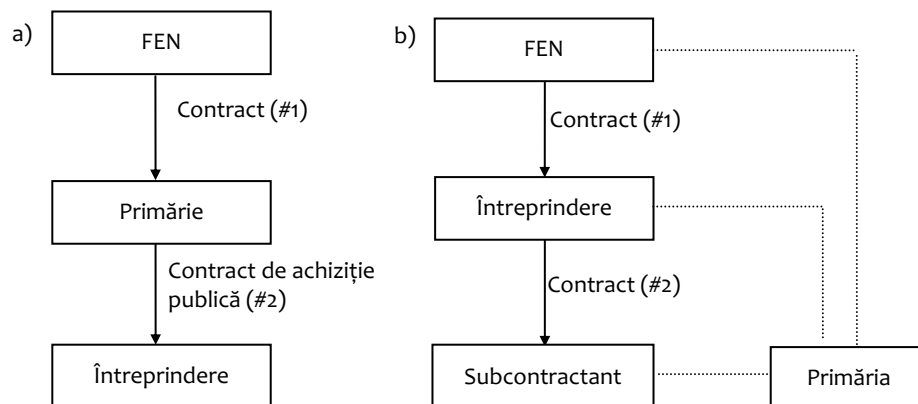 a)
FEN
Contract (#1)
Primărie
Contract de achiziție
publică (#2)
Întreprindere
b)
FEN
Contract (#1)
Întreprindere
Contract (#2)
Subcontractant
Primăria